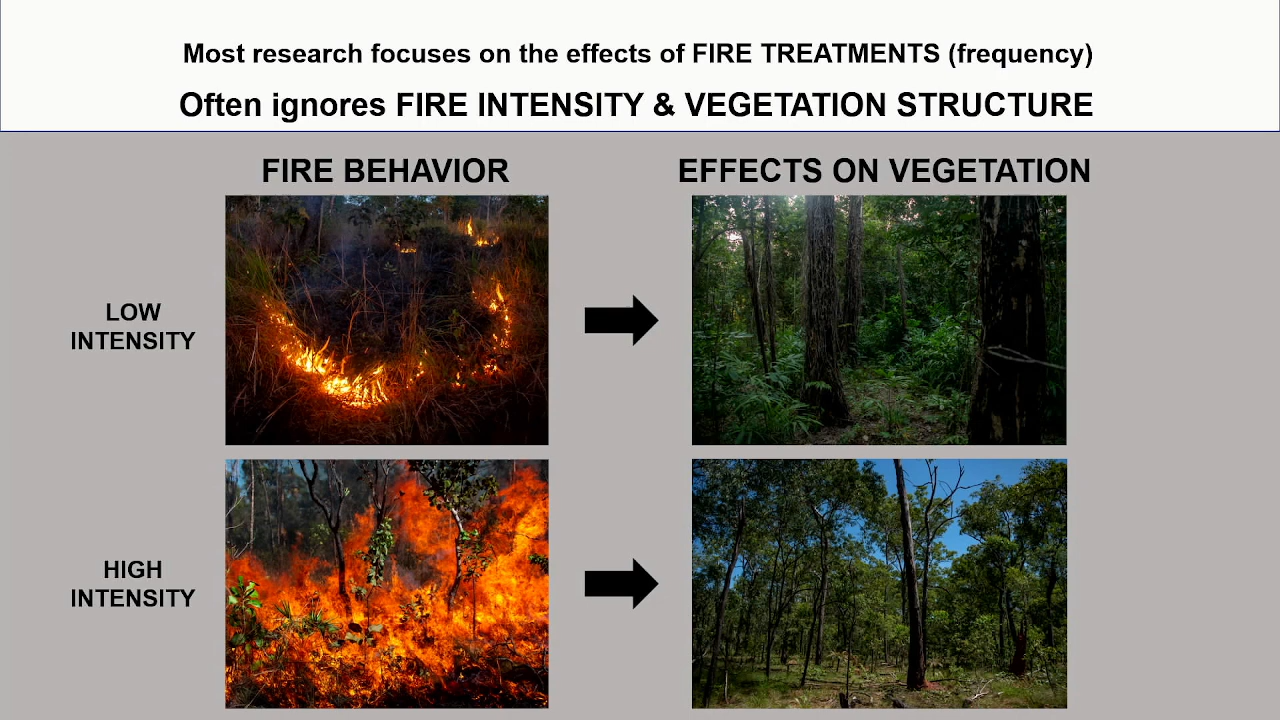 Most research focuses on the effects of FIRE TREATMENTS (frequency)
Often ignores FIRE INTENSITY & VEGETATION STRUCTURE
FIRE BEHAVIOR
EFFECTS ON VEGETATION
LOW
INTENSITY
HIGH
INTENSITY